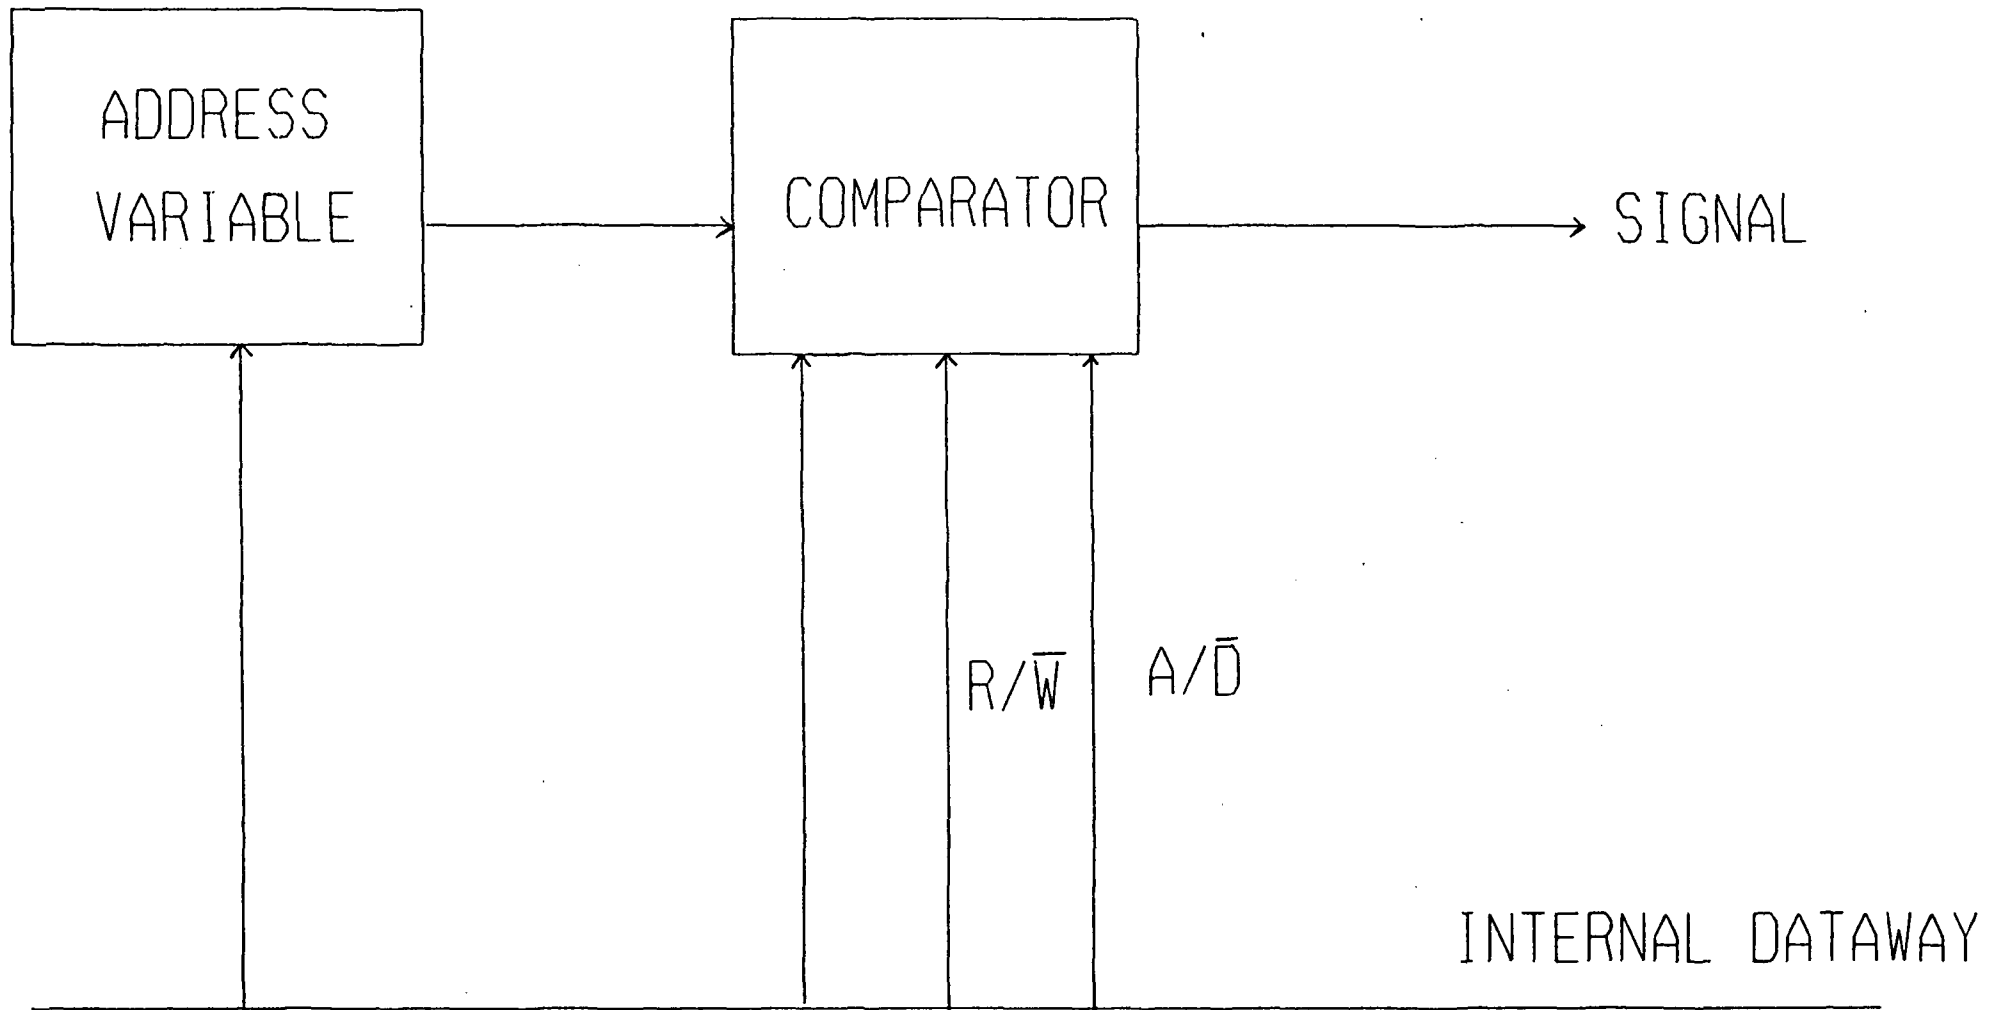 ADDRESS
VARIABLE
COMPARATOR
SIGNAL
R/W̅
A/D̅
INTERNAL DATAWAY